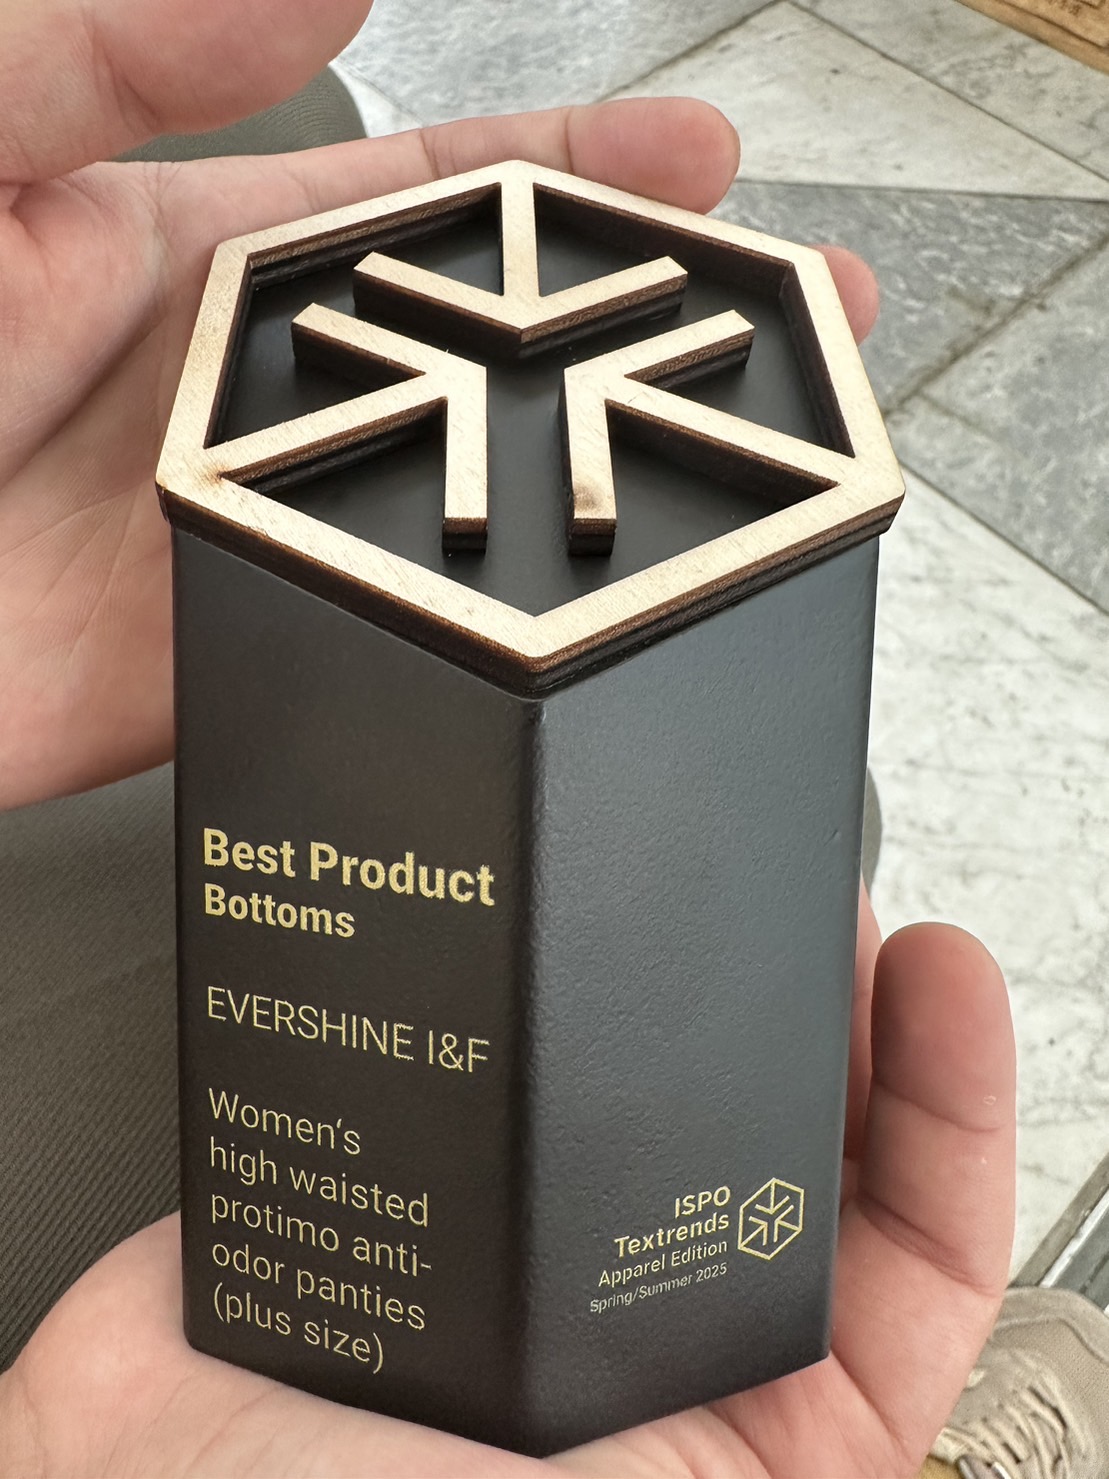 Best Product
Bottoms
EVERSHINE I&F
Women‘s
high waisted
protimo anti-
odor panties
(plus size)
ISPO
Textrends
Apparel Edition
Spring/Summer 2025